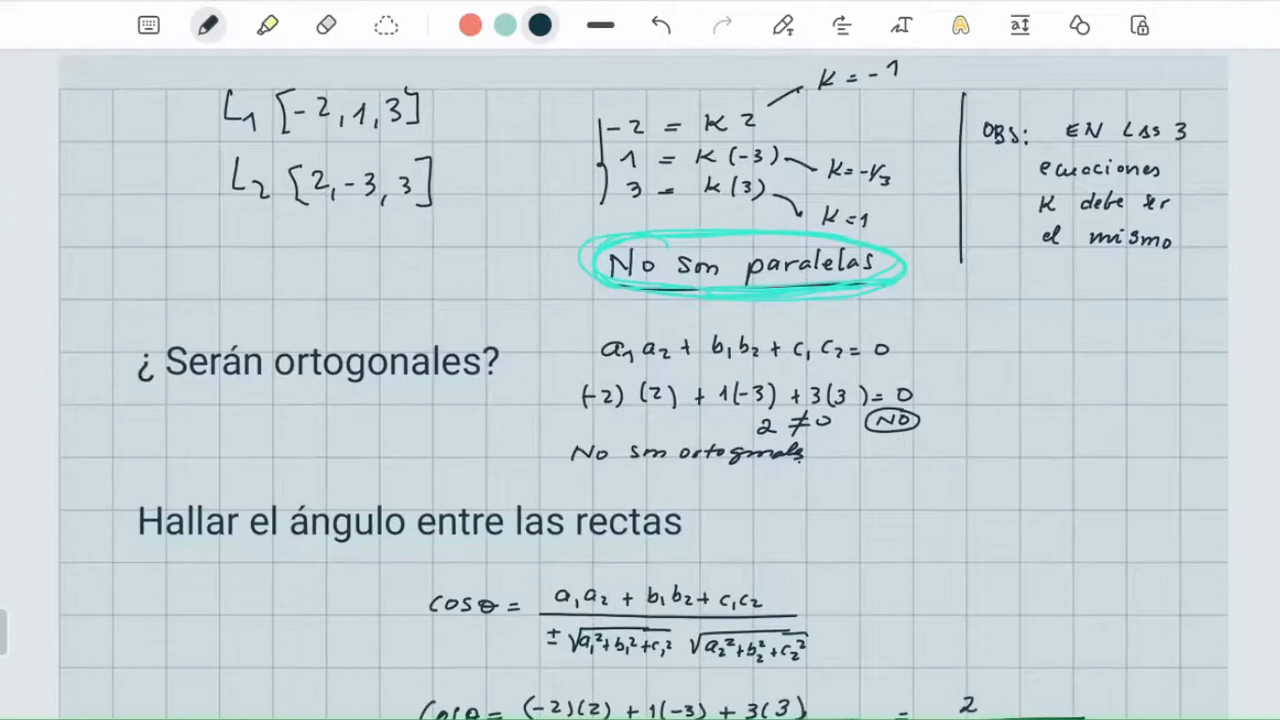 L₁ [-2,1,3]
L₂ [2,-3,3]
-2 = K 2
K = -1
1 = K (-3)
K = -1/3
3 = K (3)
K = 1
No son paralelas
OBS: EN LAS 3
ecuaciones
K debe ser
el mismo
¿ Serán ortogonales?
a₁ a₂ + b₁ b₂ + c₁ c₂ = 0
(-2) (2) + 1(-3) + 3(3) = 0
2 ≠ 0 NO
No son ortogonales
Hallar el ángulo entre las rectas
cos θ = a₁a₂ + b₁b₂ + c₁c₂
± √a₁²+b₁²+c₁² √a₂²+b₂²+c₂²
Cos θ = (-2)(2) + 1(-3) + 3(3) = 2